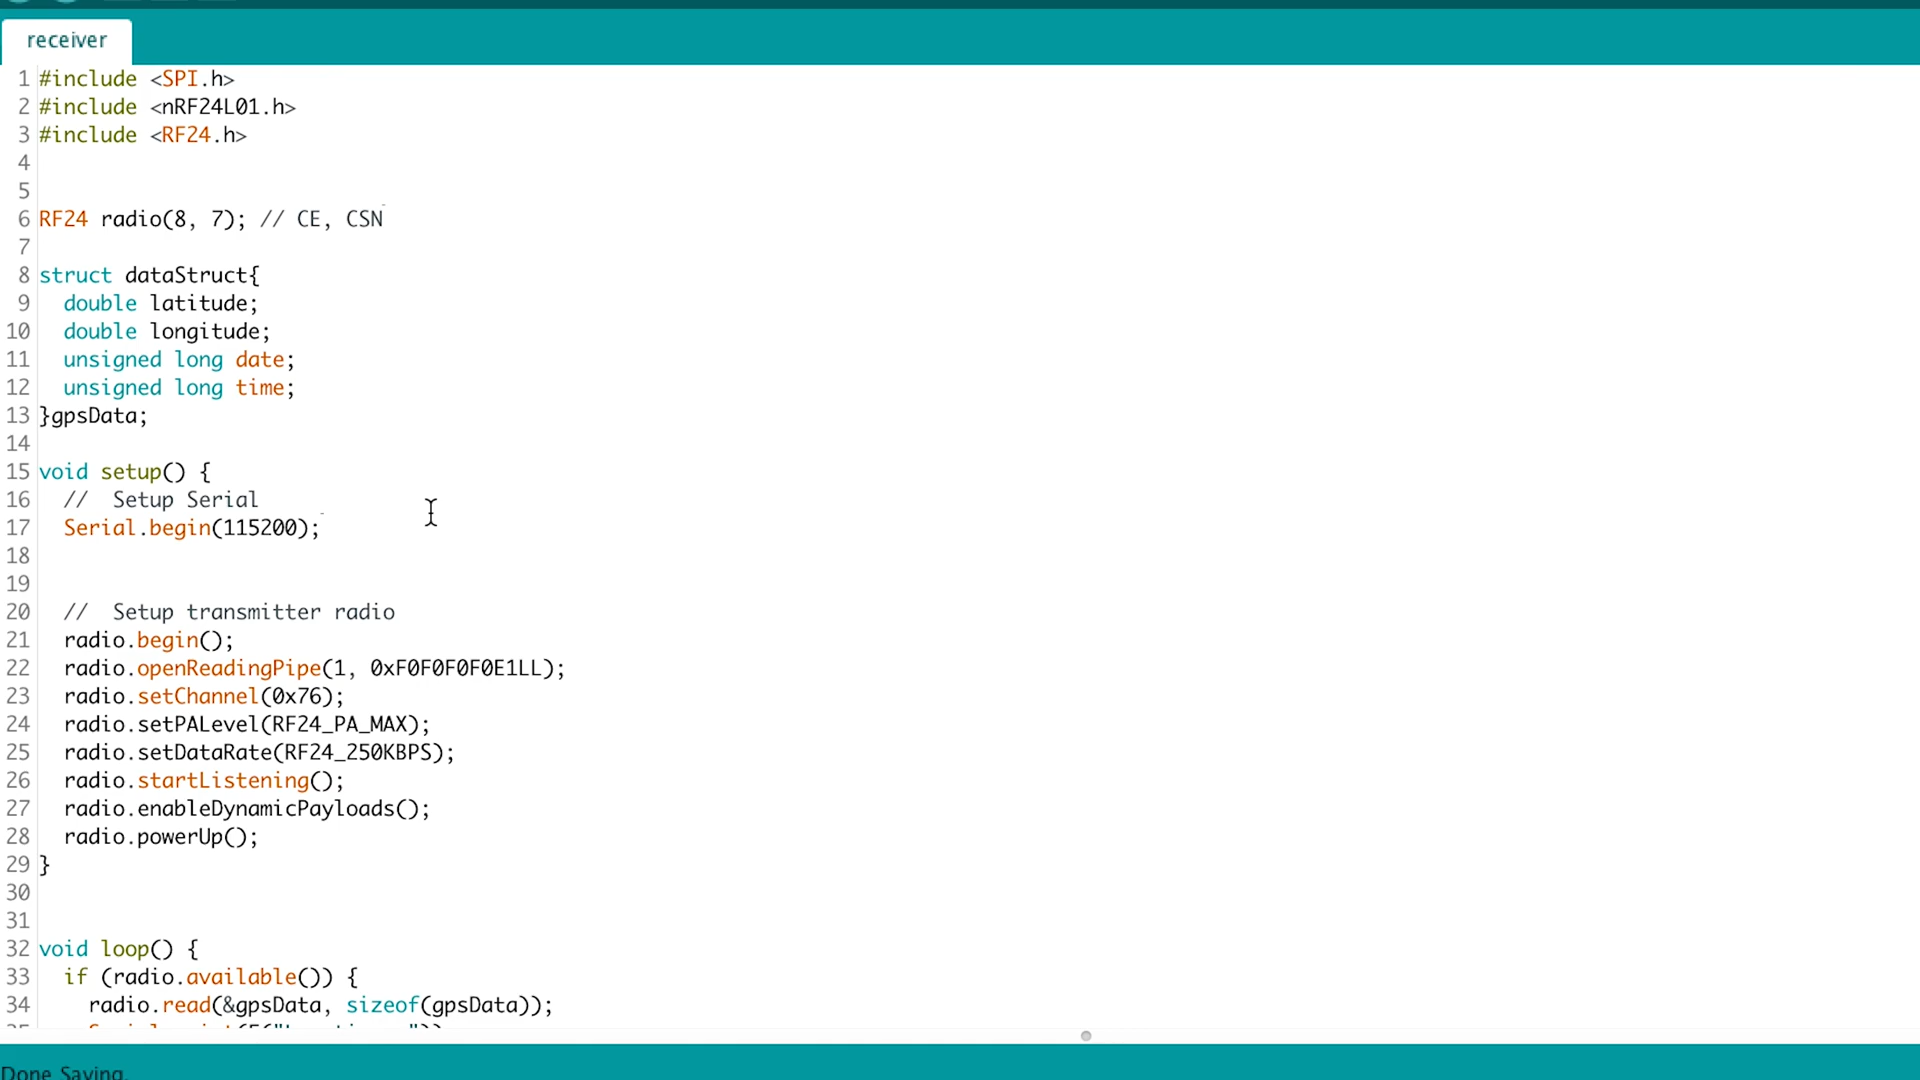 receiver
1 #include <SPI.h>
2 #include <nRF24L01.h>
3 #include <RF24.h>
4
5
6 RF24 radio(8, 7); // CE, CSN
7
8 struct dataStruct{
9   double latitude;
10   double longitude;
11   unsigned long date;
12   unsigned long time;
13 }gpsData;
14
15 void setup() {
16   //  Setup Serial
17   Serial.begin(115200);
18
19
20   //  Setup transmitter radio
21   radio.begin();
22   radio.openReadingPipe(1, 0xF0F0F0F0E1LL);
23   radio.setChannel(0x76);
24   radio.setPALevel(RF24_PA_MAX);
25   radio.setDataRate(RF24_250KBPS);
26   radio.startListening();
27   radio.enableDynamicPayloads();
28   radio.powerUp();
29 }
30
31
32 void loop() {
33   if (radio.available()) {
34     radio.read(&gpsData, sizeof(gpsData));
Done Saving.